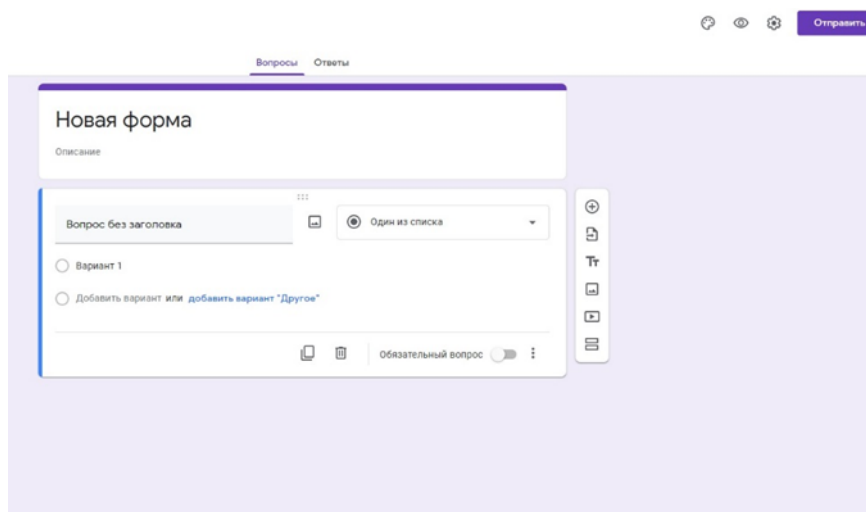 Отправить
Вопросы Ответы
Новая форма
Описание
Вопрос без заголовка
Один из списка
Вариант 1
Добавить вариант или добавить вариант "Другое"
Обязательный вопрос
Тт